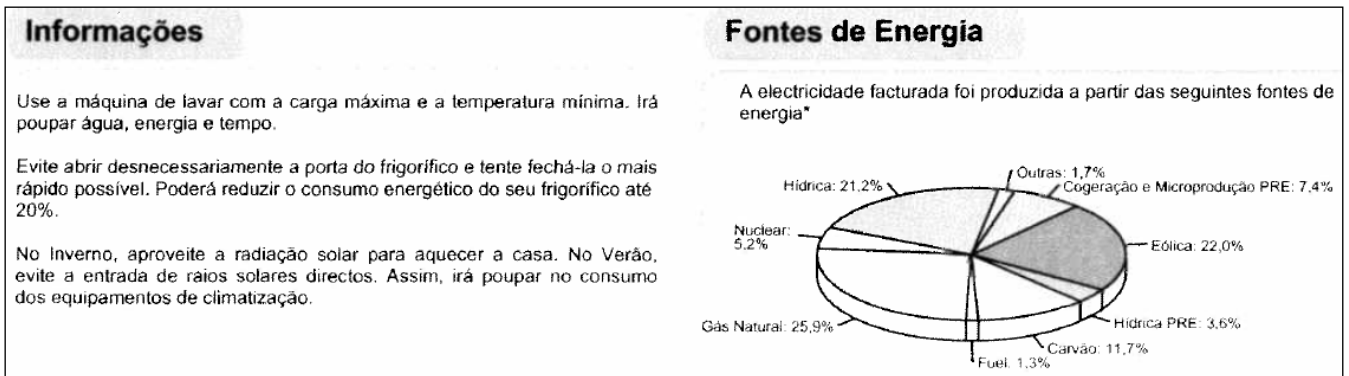 Informações
Use a máquina de lavar com a carga máxima e a temperatura mínima. Irá
poupar água, energia e tempo.
Evite abrir desnecessariamente a porta do frigorífico e tente fechá-la o mais
rápido possível. Poderá reduzir o consumo energético do seu frigorífico até
20%.
No Inverno, aproveite a radiação solar para aquecer a casa. No Verão,
evite a entrada de raios solares directos. Assim, irá poupar no consumo
dos equipamentos de climatização.
Fontes de Energia
A electricidade facturada foi produzida a partir das seguintes fontes de
energia*
Outras: 1,7%
Hídrica: 21,2%
Cogeração e Microprodução PRE: 7,4%
Nuclear:
5,2%
Eólica: 22,0%
Hídrica PRE: 3,6%
Gás Natural: 25,9%
Carvão: 11,7%
Fuel: 1,3%